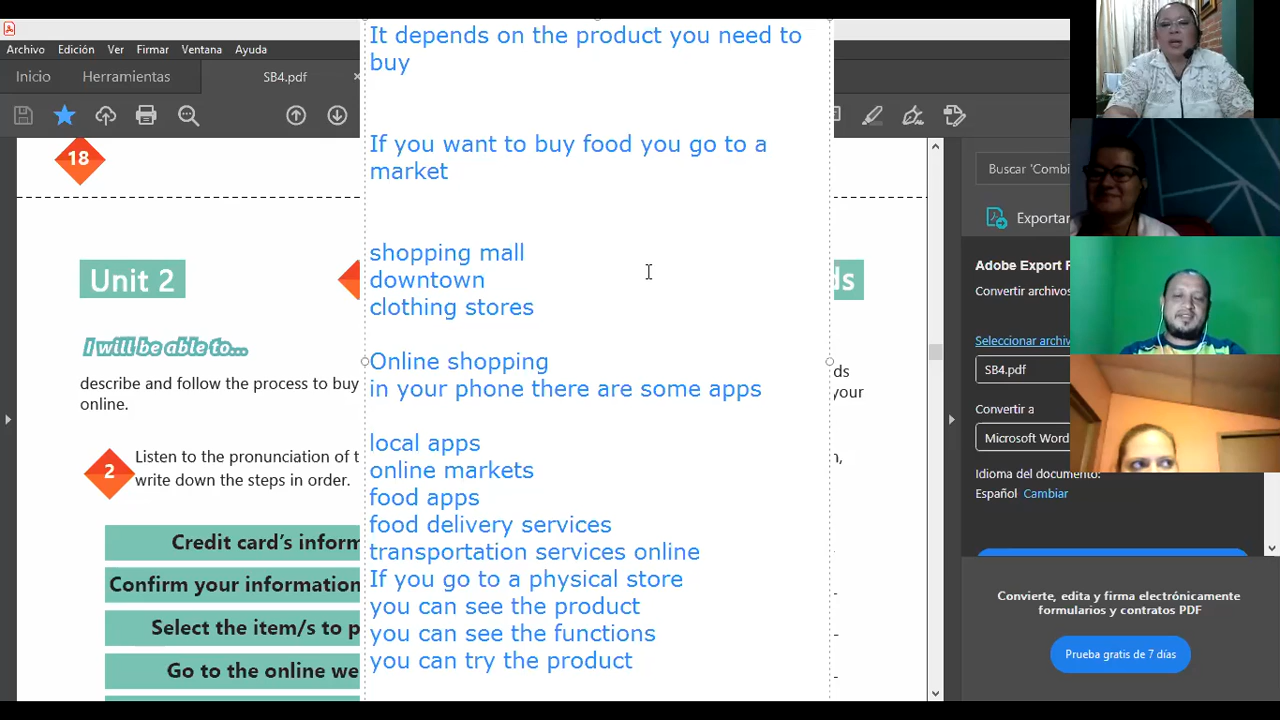 Archivo Edición Ver Firmar Ventana Ayuda
Inicio Herramientas SB4.pdf ×
It depends on the product you need to
buy
If you want to buy food you go to a
market
shopping mall
downtown
clothing stores
Online shopping
in your phone there are some apps
local apps
online markets
food apps
food delivery services
transportation services online
If you go to a physical store
you can see the product
you can see the functions
you can try the product
18
Unit 2
ds
I will be able to...
describe and follow the process to buy
online.
ds
your
2
Listen to the pronunciation of t
n,
write down the steps in order.
Credit card's inform
Confirm your information
Select the item/s to p
Go to the online we
Buscar 'Combi
Exportar
Adobe Export P
Convertir archivos
Seleccionar archiv
SB4.pdf
Convertir a
Microsoft Word
Idioma del documento:
Español Cambiar
Convierte, edita y firma electrónicamente
formularios y contratos PDF
Prueba gratis de 7 días